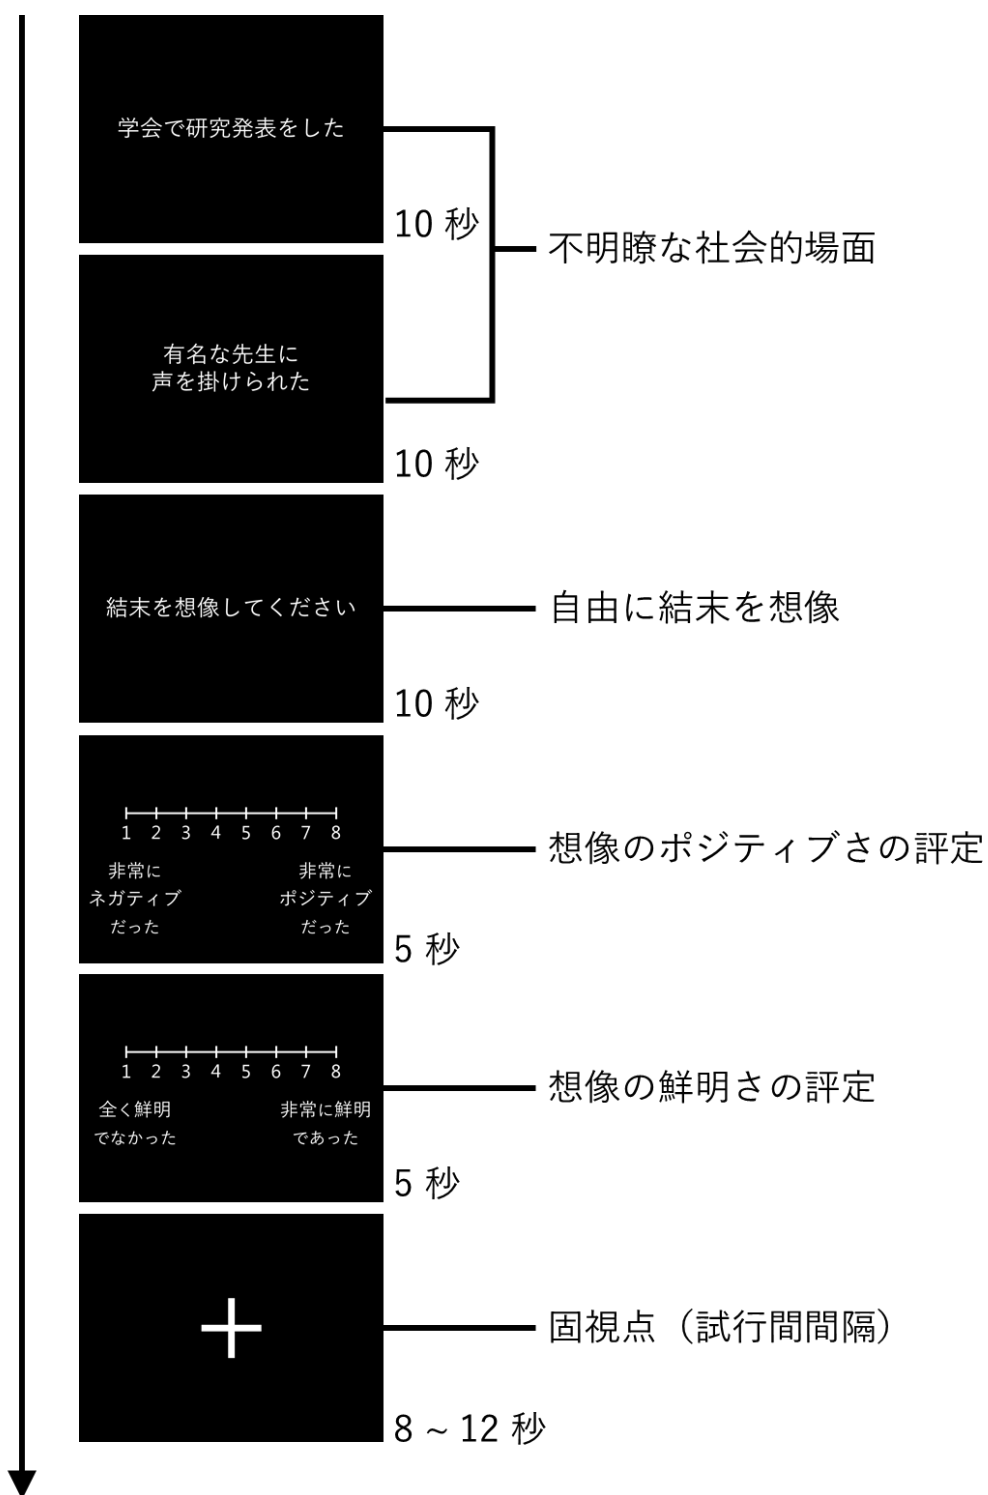 学会で研究発表をした
10 秒
不明瞭な社会的場面
有名な先生に
声を掛けられた
10 秒
結末を想像してください
自由に結末を想像
10 秒
1 2 3 4 5 6 7 8
非常に
ネガティブ
だった
非常に
ポジティブ
だった
想像のポジティブさの評定
5 秒
1 2 3 4 5 6 7 8
全く鮮明
でなかった
非常に鮮明
であった
想像の鮮明さの評定
5 秒
固視点（試行間間隔）
8 ~ 12 秒